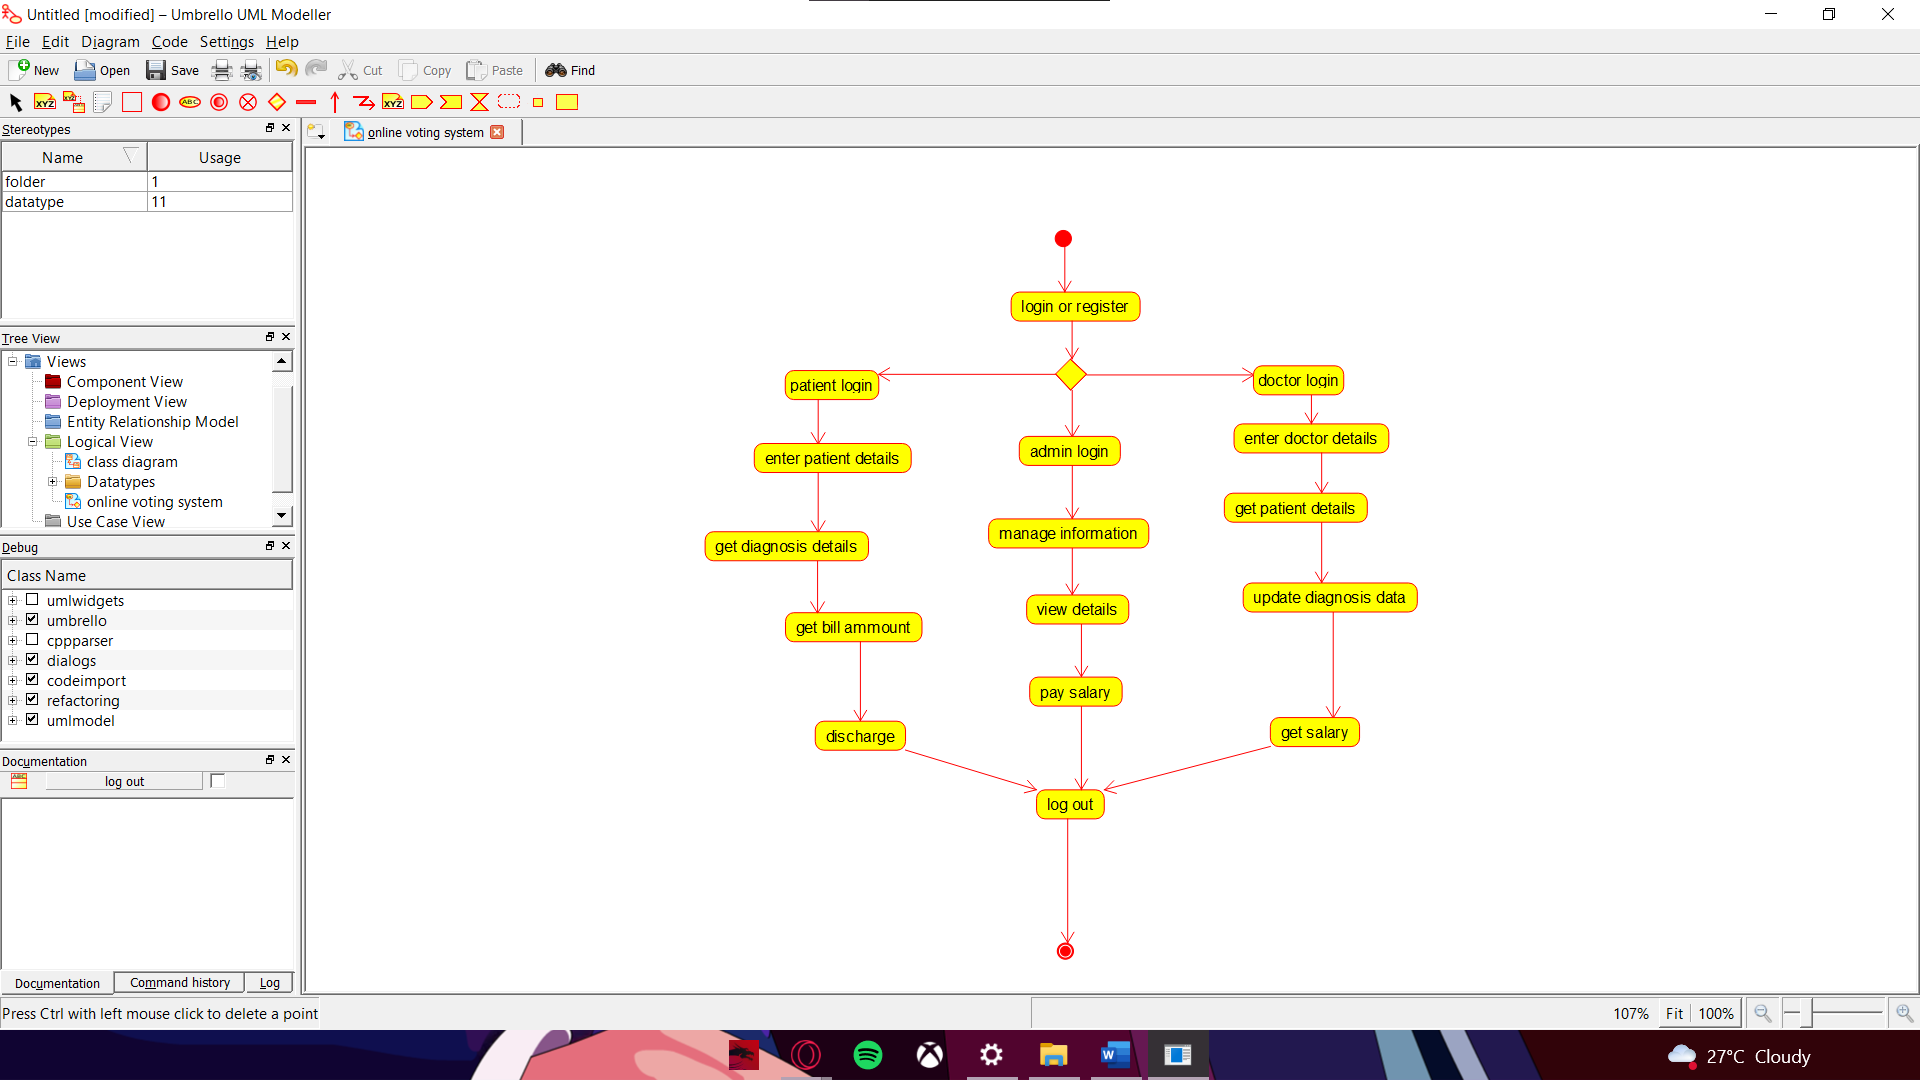 Untitled [modified] – Umbrello UML Modeller
File Edit Diagram Code Settings Help
New Open Save Cut Copy Paste Find
XYZ XYZ ABC XYZ
Stereotypes
Name Usage
folder 1
datatype 11
Tree View
Views
Component View
Deployment View
Entity Relationship Model
Logical View
class diagram
Datatypes
online voting system
Use Case View
Debug
Class Name
umlwidgets
umbrello
cppparser
dialogs
codeimport
refactoring
umlmodel
Documentation
ABC log out
Documentation Command history Log
online voting system
login or register
patient login
doctor login
enter patient details
admin login
enter doctor details
get diagnosis details
manage information
get patient details
get bill ammount
view details
update diagnosis data
discharge
pay salary
get salary
log out
Press Ctrl with left mouse click to delete a point
107% Fit 100%
W
27°C Cloudy